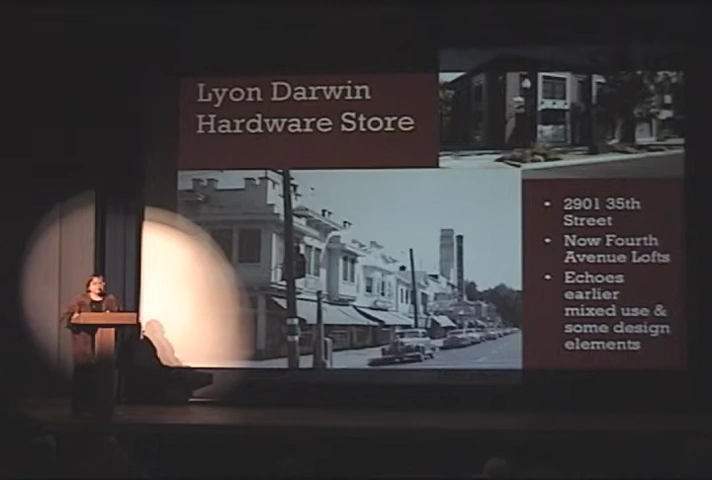 Lyon Darwin
Hardware Store
• 2901 35th
Street
• Now Fourth
Avenue Lofts
• Echoes
earlier
mixed use &
some design
elements